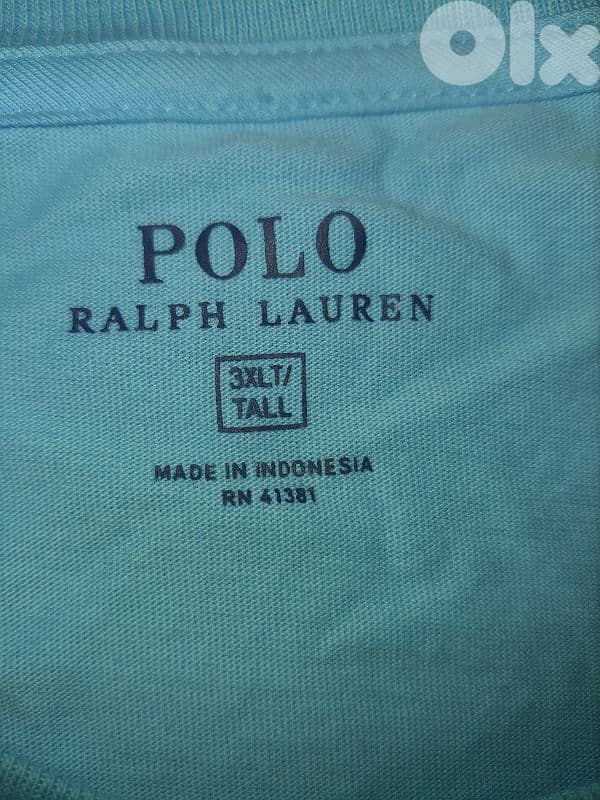 Olx
POLO
RALPH LAUREN
3XLT/
TALL
MADE IN INDONESIA
RN 41381